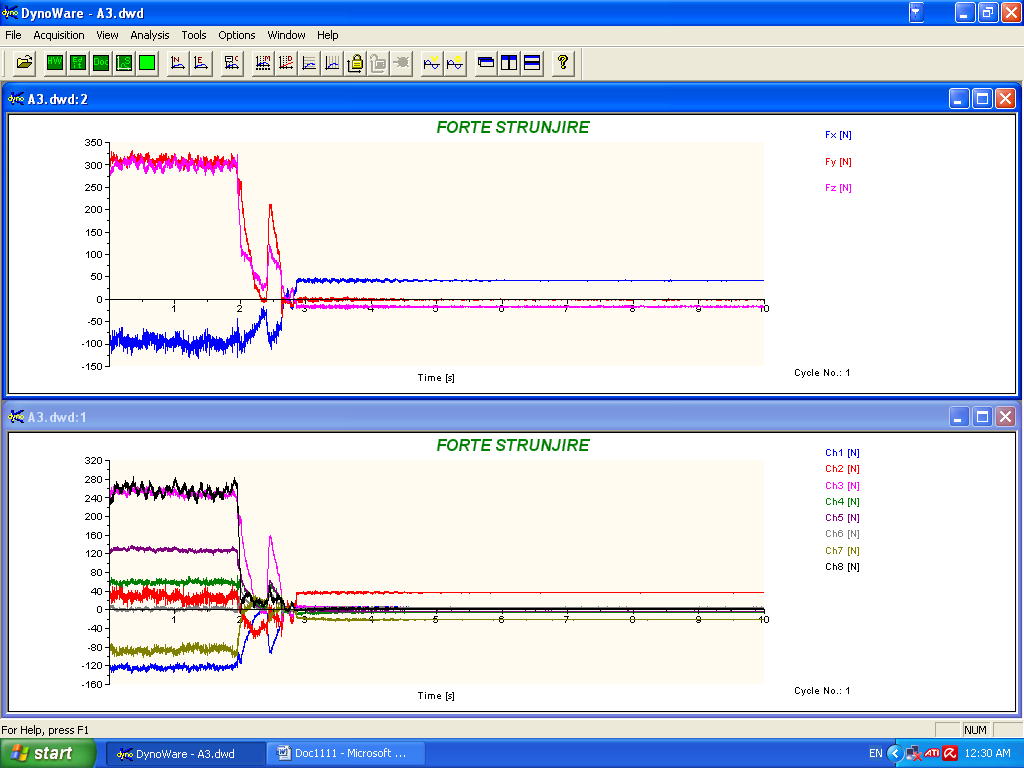 DynoWare - A3.dwd
File Acquisition View Analysis Tools Options Window Help
HW Ed it Doc S N E C M D ?
A3.dwd:2
FORTE STRUNJIRE
Fx [N]
Fy [N]
Fz [N]
350
300
250
200
150
100
50
0
-50
-100
-150
1 2 3 4 5 6 7 8 9 10
Time [s]
Cycle No.: 1
A3.dwd:1
FORTE STRUNJIRE
Ch1 [N]
Ch2 [N]
Ch3 [N]
Ch4 [N]
Ch5 [N]
Ch6 [N]
Ch7 [N]
Ch8 [N]
320
280
240
200
160
120
80
40
0
-40
-80
-120
-160
1 2 3 4 5 6 7 8 9 10
Time [s]
Cycle No.: 1
For Help, press F1
NUM
start DynoWare - A3.dwd Doc1111 - Microsoft ... EN ATI 12:30 AM